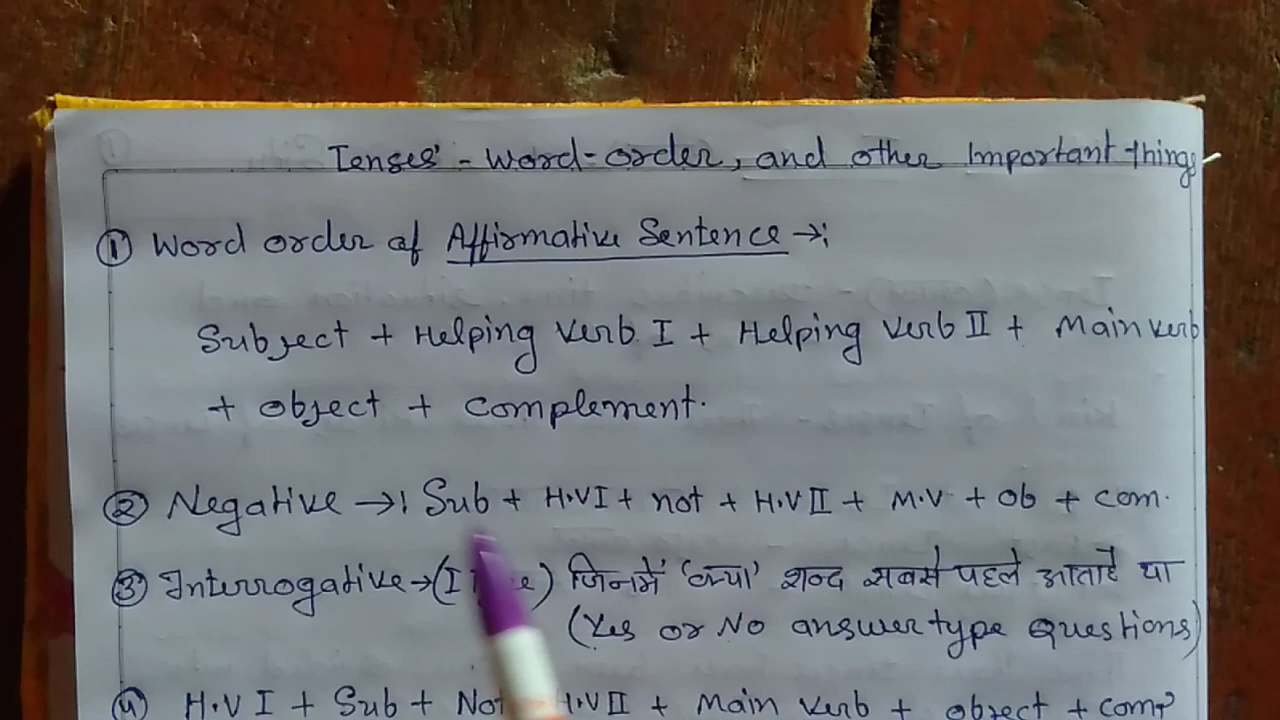 Tenses' - Word-order, and other Important things
① Word order of Affirmative Sentence →:
Subject + Helping Verb I + Helping Verb II + Main verb
+ object + Complement.
② Negative →: Sub + H.V I + not + H.V II + M.V + Ob + Com.
③ Interrogative → (I ) जिनमें 'क्या' शब्द सबसे पहले आता है या
(Yes or No answer type questions)
④ H.V I + Sub + Not H.V II + Main verb + object + Com?